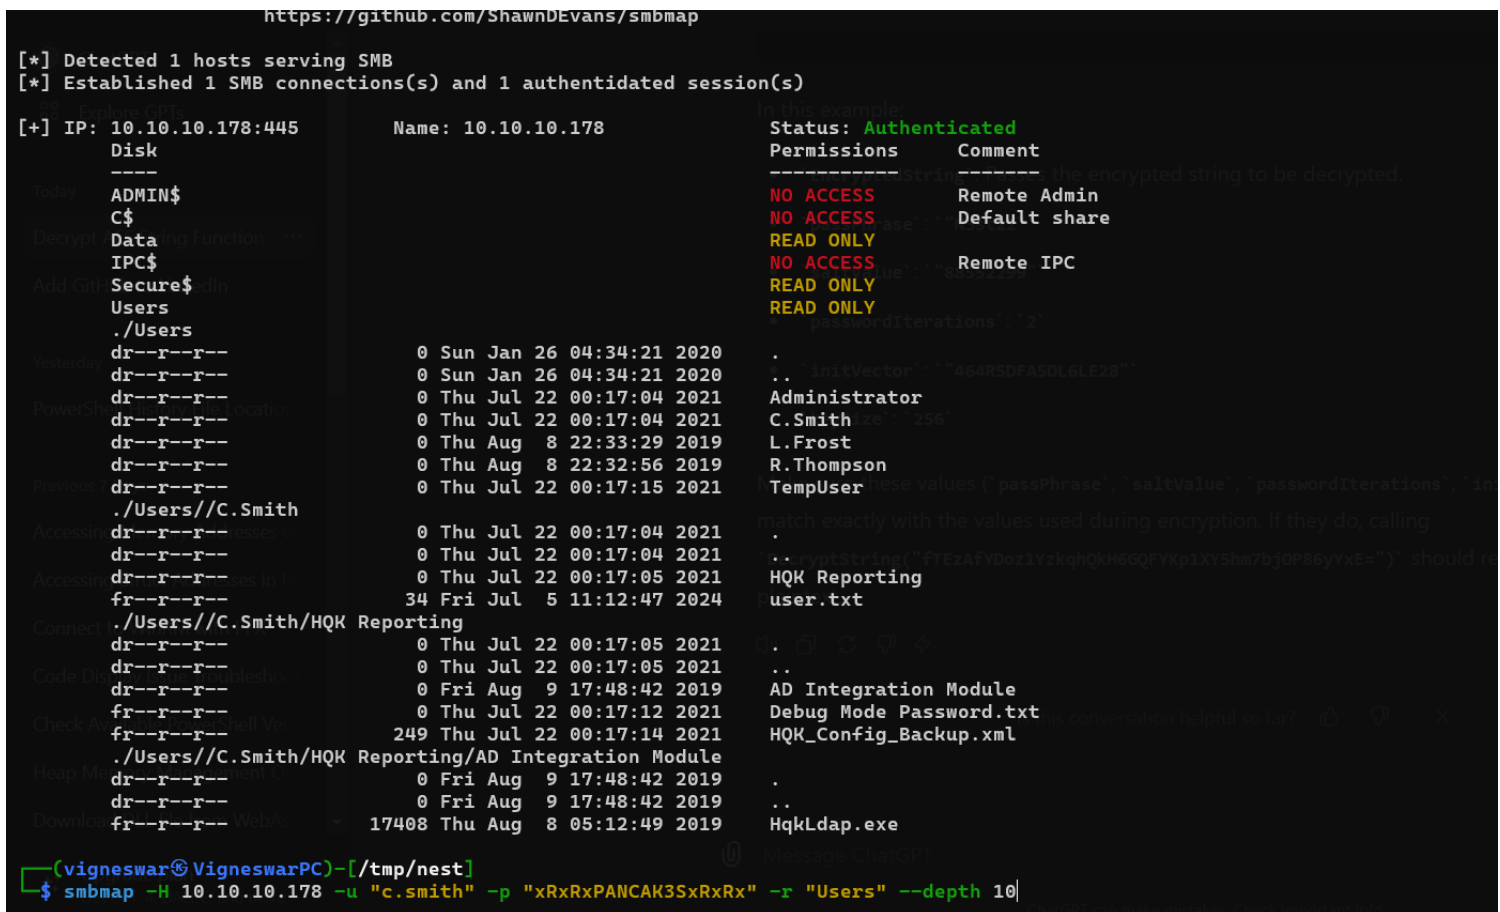 https://github.com/ShawnDEvans/smbmap
[*] Detected 1 hosts serving SMB
[*] Established 1 SMB connections(s) and 1 authentidated session(s)
[+] IP: 10.10.10.178:445 Name: 10.10.10.178 Status: Authenticated
Disk Permissions Comment
---- ----------- -------
ADMIN$ NO ACCESS Remote Admin
C$ NO ACCESS Default share
Data READ ONLY
IPC$ NO ACCESS Remote IPC
Secure$ READ ONLY
Users READ ONLY
./Users
dr--r--r-- 0 Sun Jan 26 04:34:21 2020 .
dr--r--r-- 0 Sun Jan 26 04:34:21 2020 ..
dr--r--r-- 0 Thu Jul 22 00:17:04 2021 Administrator
dr--r--r-- 0 Thu Jul 22 00:17:04 2021 C.Smith
dr--r--r-- 0 Thu Aug 8 22:33:29 2019 L.Frost
dr--r--r-- 0 Thu Aug 8 22:32:56 2019 R.Thompson
dr--r--r-- 0 Thu Jul 22 00:17:15 2021 TempUser
./Users//C.Smith
dr--r--r-- 0 Thu Jul 22 00:17:04 2021 .
dr--r--r-- 0 Thu Jul 22 00:17:04 2021 ..
dr--r--r-- 0 Thu Jul 22 00:17:05 2021 HQK Reporting
fr--r--r-- 34 Fri Jul 5 11:12:47 2024 user.txt
./Users//C.Smith/HQK Reporting
dr--r--r-- 0 Thu Jul 22 00:17:05 2021 .
dr--r--r-- 0 Thu Jul 22 00:17:05 2021 ..
dr--r--r-- 0 Fri Aug 9 17:48:42 2019 AD Integration Module
fr--r--r-- 0 Thu Jul 22 00:17:12 2021 Debug Mode Password.txt
fr--r--r-- 249 Thu Jul 22 00:17:14 2021 HQK_Config_Backup.xml
./Users//C.Smith/HQK Reporting/AD Integration Module
dr--r--r-- 0 Fri Aug 9 17:48:42 2019 .
dr--r--r-- 0 Fri Aug 9 17:48:42 2019 ..
fr--r--r-- 17408 Thu Aug 8 05:12:49 2019 HqkLdap.exe
┌──(vigneswar㉿VigneswarPC)-[/tmp/nest]
└─$ smbmap -H 10.10.10.178 -u "c.smith" -p "xRxRxPANCAK3SxRxRx" -r "Users" --depth 10